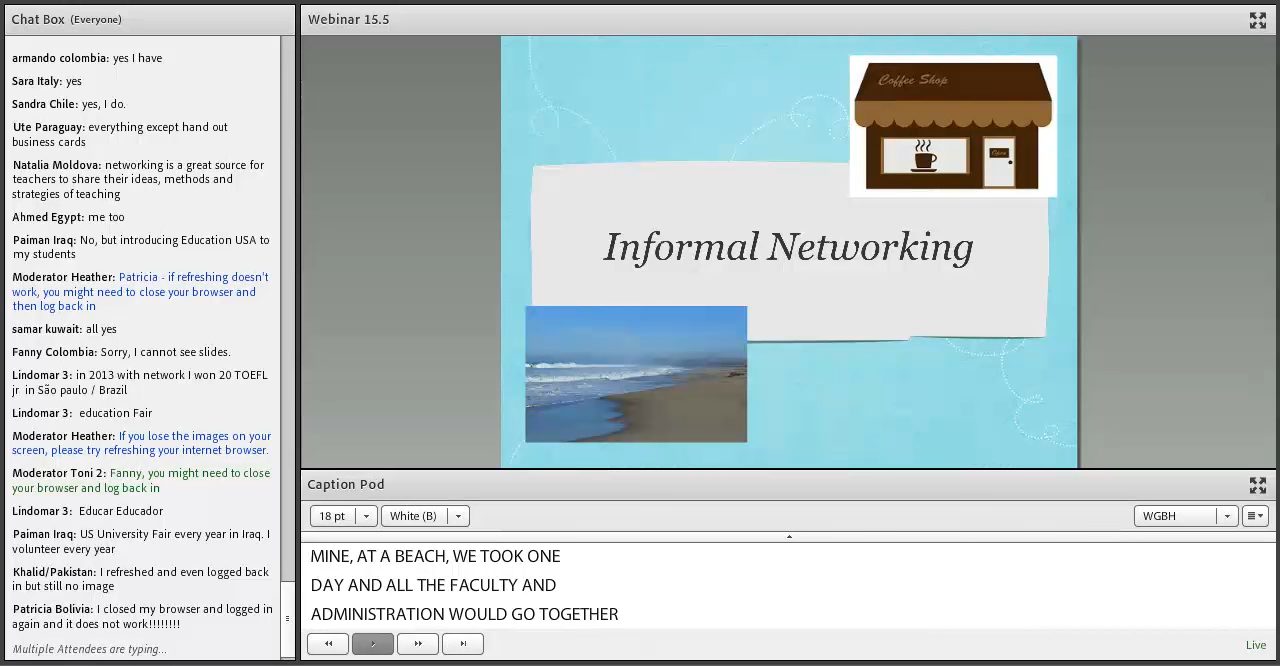 Chat Box (Everyone)
armando colombia: yes I have
Sara Italy: yes
Sandra Chile: yes, I do.
Ute Paraguay: everything except hand out
business cards
Natalia Moldova: networking is a great source for
teachers to share their ideas, methods and
strategies of teaching
Ahmed Egypt: me too
Paiman Iraq: No, but introducing Education USA to
my students
Moderator Heather: Patricia - if refreshing doesn't
work, you might need to close your browser and
then log back in
samar kuwait: all yes
Fanny Colombia: Sorry, I cannot see slides.
Lindomar 3: in 2013 with network I won 20 TOEFL
jr in São paulo / Brazil
Lindomar 3: education Fair
Moderator Heather: If you lose the images on your
screen, please try refreshing your internet browser.
Moderator Toni 2: Fanny, you might need to close
your browser and log back in
Lindomar 3: Educar Educador
Paiman Iraq: US University Fair every year in Iraq. I
volunteer every year
Khalid/Pakistan: I refreshed and even logged back
in but still no image
Patricia Bolivia: I closed my browser and logged in
again and it does not work!!!!!!!!
Multiple Attendees are typing...
Webinar 15.5
Coffee Shop
Informal Networking
Caption Pod
18 pt
White (B)
WGBH
MINE, AT A BEACH, WE TOOK ONE
DAY AND ALL THE FACULTY AND
ADMINISTRATION WOULD GO TOGETHER
Live